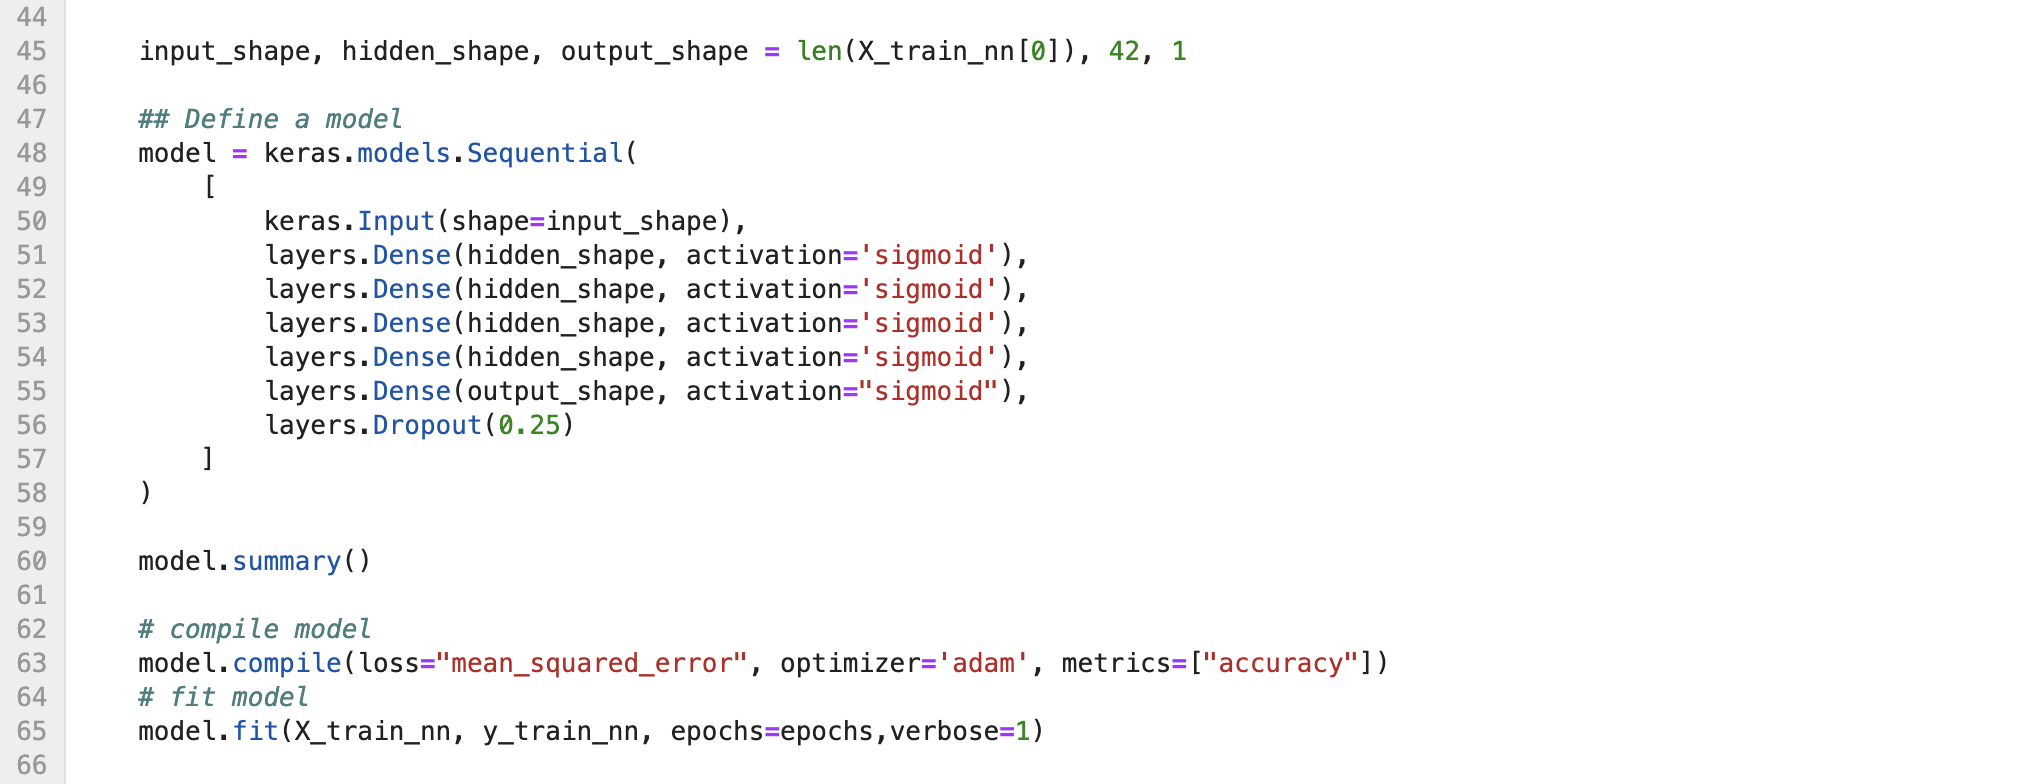 44
45 input_shape, hidden_shape, output_shape = len(X_train_nn[0]), 42, 1
46
47 ## Define a model
48 model = keras.models.Sequential(
49 [
50 keras.Input(shape=input_shape),
51 layers.Dense(hidden_shape, activation='sigmoid'),
52 layers.Dense(hidden_shape, activation='sigmoid'),
53 layers.Dense(hidden_shape, activation='sigmoid'),
54 layers.Dense(hidden_shape, activation='sigmoid'),
55 layers.Dense(output_shape, activation="sigmoid"),
56 layers.Dropout(0.25)
57 ]
58 )
59
60 model.summary()
61
62 # compile model
63 model.compile(loss="mean_squared_error", optimizer='adam', metrics=["accuracy"])
64 # fit model
65 model.fit(X_train_nn, y_train_nn, epochs=epochs,verbose=1)
66